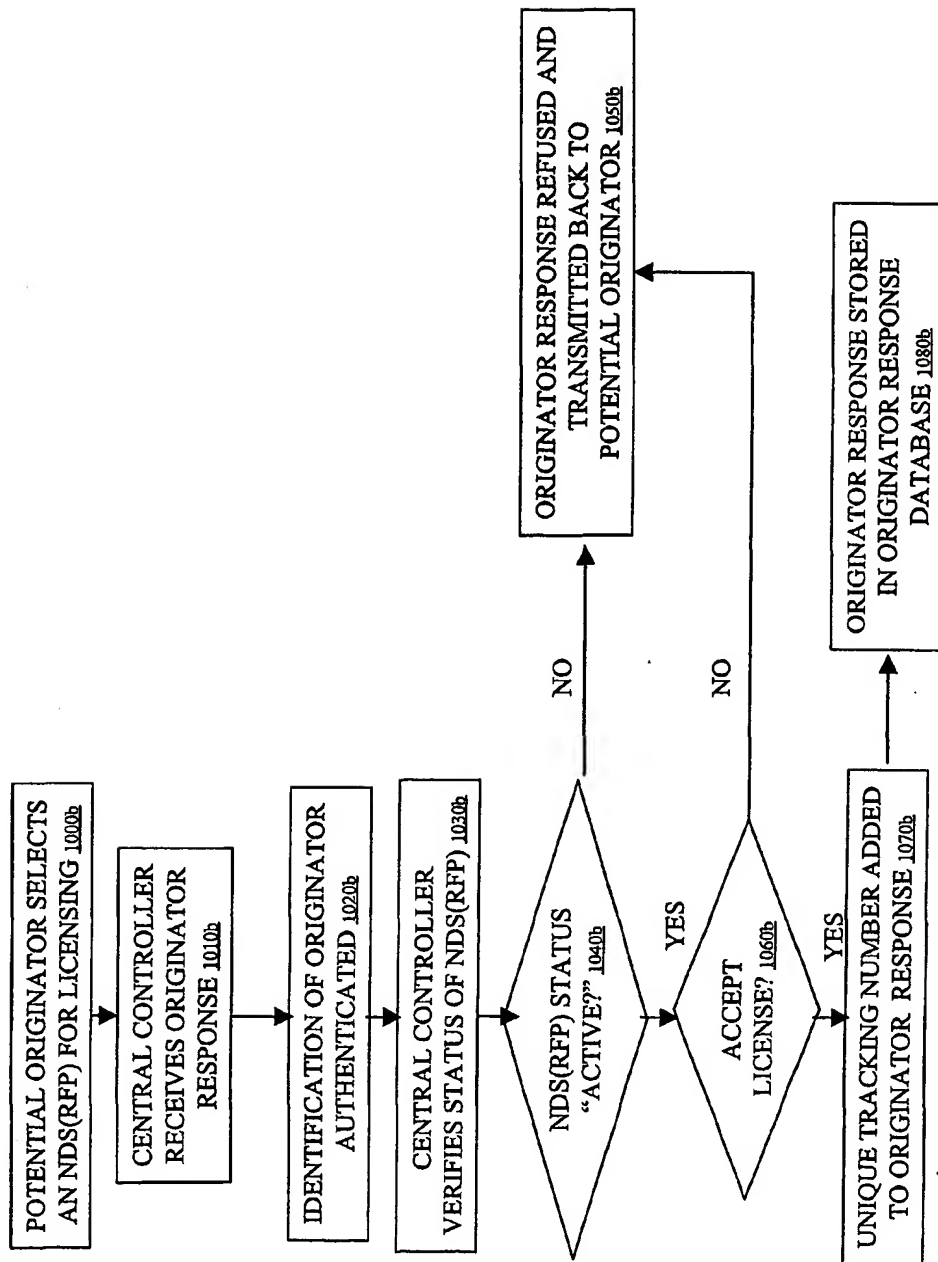 POTENTIAL ORIGINATOR SELECTS
AN NDS(RFP) FOR LICENSING 1000b
CENTRAL CONTROLLER
RECEIVES ORIGINATOR
RESPONSE 1010b
IDENTIFICATION OF ORIGINATOR
AUTHENTICATED 1020b
CENTRAL CONTROLLER
VERIFIES STATUS OF NDS(RFP) 1030b
NDS(RFP) STATUS
“ACTIVE?” 1040b
NO
ORIGINATOR RESPONSE REFUSED AND
TRANSMITTED BACK TO
POTENTIAL ORIGINATOR 1050b
YES
ACCEPT
LICENSE? 1060b
NO
YES
UNIQUE TRACKING NUMBER ADDED
TO ORIGINATOR RESPONSE 1070b
ORIGINATOR RESPONSE STORED
IN ORIGINATOR RESPONSE
DATABASE 1080b